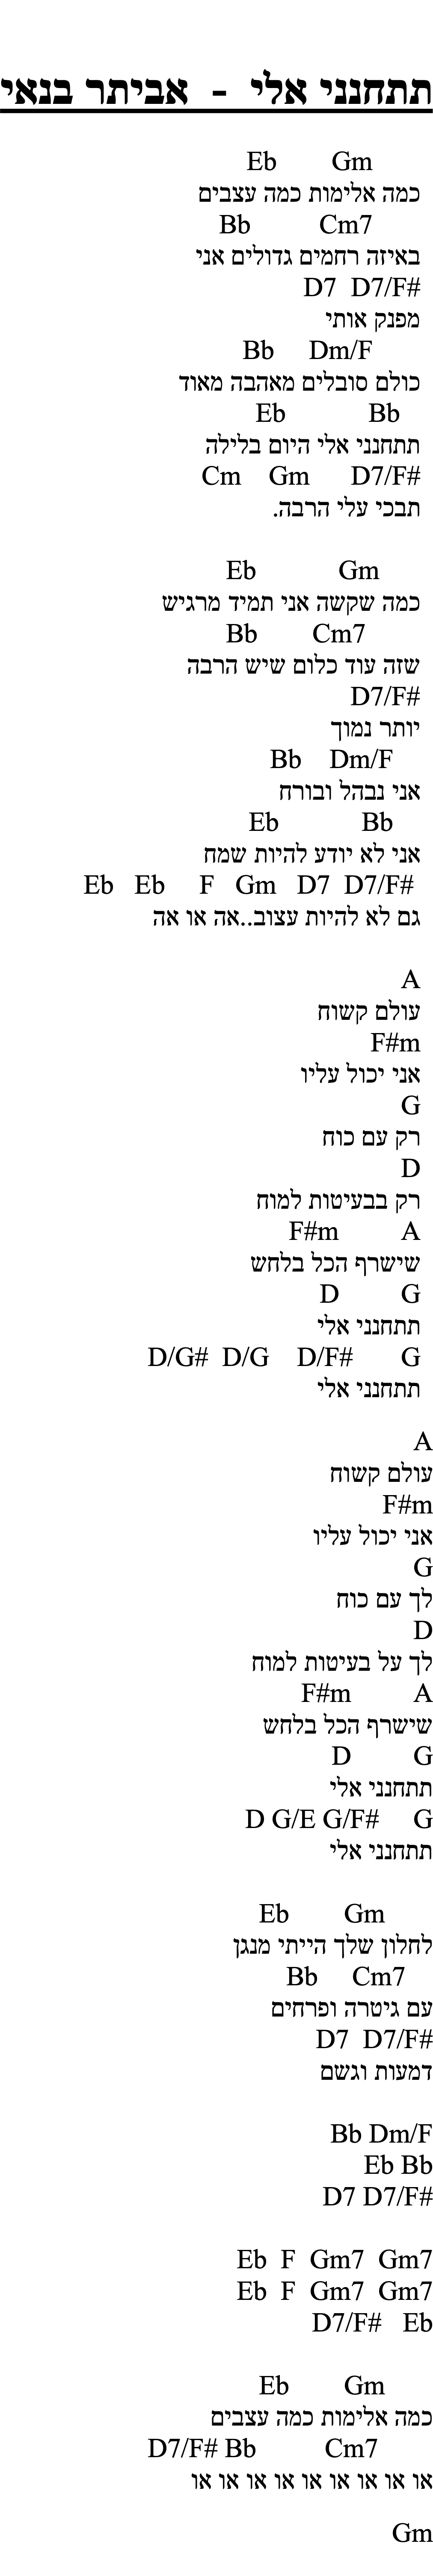 תתחנני אלי - אביתר בנאי
Eb Gm
כמה אלימות כמה עצבים
Bb Cm7
באיזה רחמים גדולים אני
D7 D7/F#
מפנק אותי
Bb Dm/F
כולם סובלים מאהבה מאוד
Eb Bb
תתחנני אלי היום בלילה
Cm Gm D7/F#
תבכי עלי הרבה.
Eb Gm
כמה שקשה אני תמיד מרגיש
Bb Cm7
שזה עוד כלום שיש הרבה
D7/F#
יותר נמוך
Bb Dm/F
אני נבהל ובורח
Eb Bb
אני לא יודע להיות שמח
Eb Eb F Gm D7 D7/F#
גם לא להיות עצוב..אה או אה
A
עולם קשוח
F#m
אני יכול עליו
G
רק עם כוח
D
רק בבעיטות למוח
F#m A
שישרף הכל בלחש
D G
תתחנני אלי
D/G# D/G D/F# G
תתחנני אלי
A
עולם קשוח
F#m
אני יכול עליו
G
לך עם כוח
D
לך על בעיטות למוח
F#m A
שישרף הכל בלחש
D G
תתחנני אלי
D G/E G/F# G
תתחנני אלי
Eb Gm
לחלון שלך הייתי מנגן
Bb Cm7
עם גיטרה ופרחים
D7 D7/F#
דמעות וגשם
Bb Dm/F
Eb Bb
D7 D7/F#
Eb F Gm7 Gm7
Eb F Gm7 Gm7
D7/F# Eb
Eb Gm
כמה אלימות כמה עצבים
D7/F# Bb Cm7
או או או או או או או או או
Gm